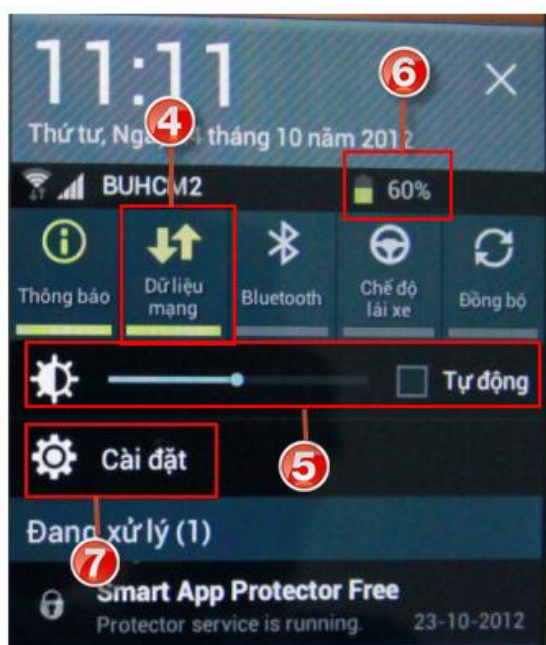 11:11
6
4
Thứ tư, Ngày 4 tháng 10 năm 2012
BUHCM2
60%
Thông báo
Dữ liệu
mạng
Bluetooth
Chế độ
lái xe
Đồng bộ
Tự động
5
Cài đặt
Đang xử lý (1)
7
Smart App Protector Free
Protector service is running. 23-10-2012